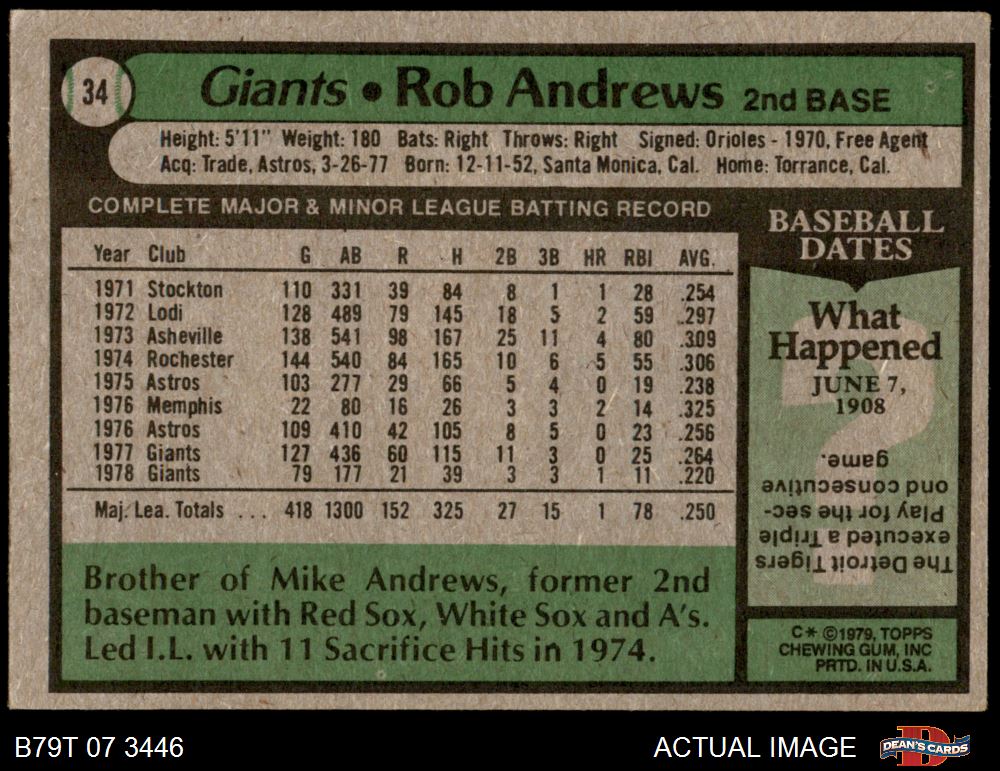 34
Giants • Rob Andrews 2nd BASE
Height: 5'11" Weight: 180 Bats: Right Throws: Right Signed: Orioles - 1970, Free Agent
Acq: Trade, Astros, 3-26-77 Born: 12-11-52, Santa Monica, Cal. Home: Torrance, Cal.
COMPLETE MAJOR & MINOR LEAGUE BATTING RECORD
Year Club G AB R H 2B 3B HR RBI AVG.
1971 Stockton 110 331 39 84 8 1 1 28 .254
1972 Lodi 128 489 79 145 18 5 2 59 .297
1973 Asheville 138 541 98 167 25 11 4 80 .309
1974 Rochester 144 540 84 165 10 6 5 55 .306
1975 Astros 103 277 29 66 5 4 0 19 .238
1976 Memphis 22 80 16 26 3 3 2 14 .325
1976 Astros 109 410 42 105 8 5 0 23 .256
1977 Giants 127 436 60 115 11 3 0 25 .264
1978 Giants 79 177 21 39 3 3 1 11 .220
Maj. Lea. Totals ... 418 1300 152 325 27 15 1 78 .250
Brother of Mike Andrews, former 2nd
baseman with Red Sox, White Sox and A's.
Led I.L. with 11 Sacrifice Hits in 1974.
BASEBALL
DATES
What
Happened
JUNE 7,
1908
?
The Detroit Tigers
executed a Triple
Play for the sec-
ond consecutive
game.
C* ©1979, TOPPS
CHEWING GUM, INC
PRTD. IN U.S.A.
B79T 07 3446
ACTUAL IMAGE
D
DEAN'S CARDS